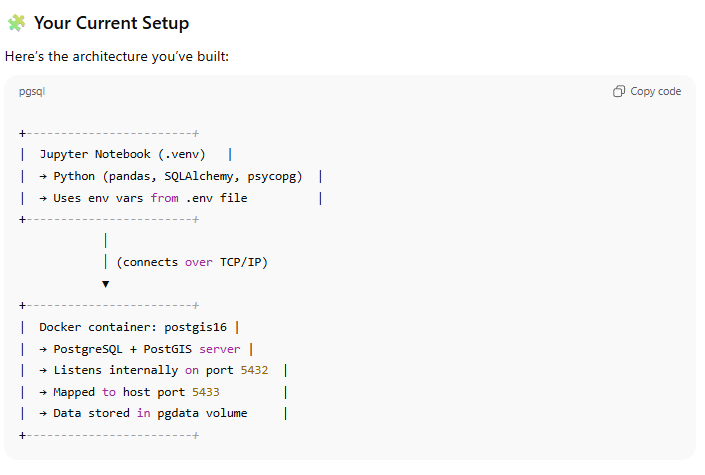 🧩 Your Current Setup
Here's the architecture you've built:
pgsql Copy code
+------------------------+
|  Jupyter Notebook (.venv)   |
|  → Python (pandas, SQLAlchemy, psycopg)  |
|  → Uses env vars from .env file          |
+------------------------+
            |
            | (connects over TCP/IP)
            ▼
+------------------------+
|  Docker container: postgis16 |
|  → PostgreSQL + PostGIS server |
|  → Listens internally on port 5432  |
|  → Mapped to host port 5433         |
|  → Data stored in pgdata volume     |
+------------------------+